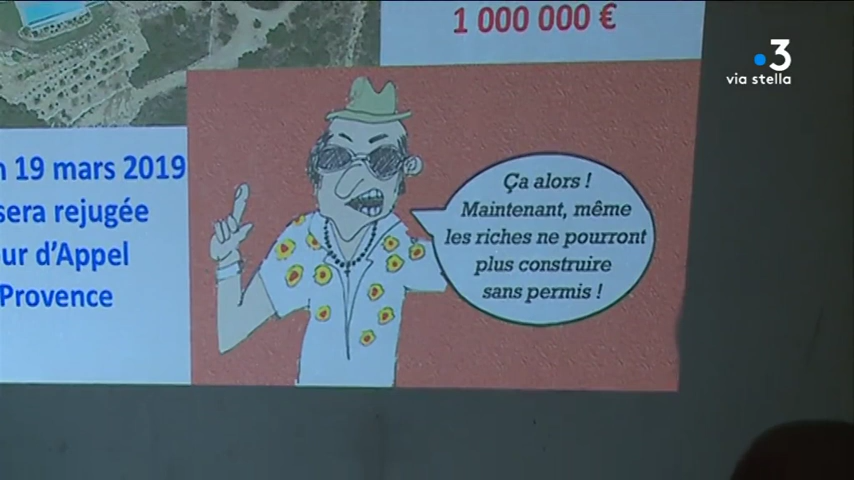 1 000 000 €
3
via stella
19 mars 2019
sera rejugée
d'Appel
Provence
Ça alors !
Maintenant, même
les riches ne pourront
plus construire
sans permis !